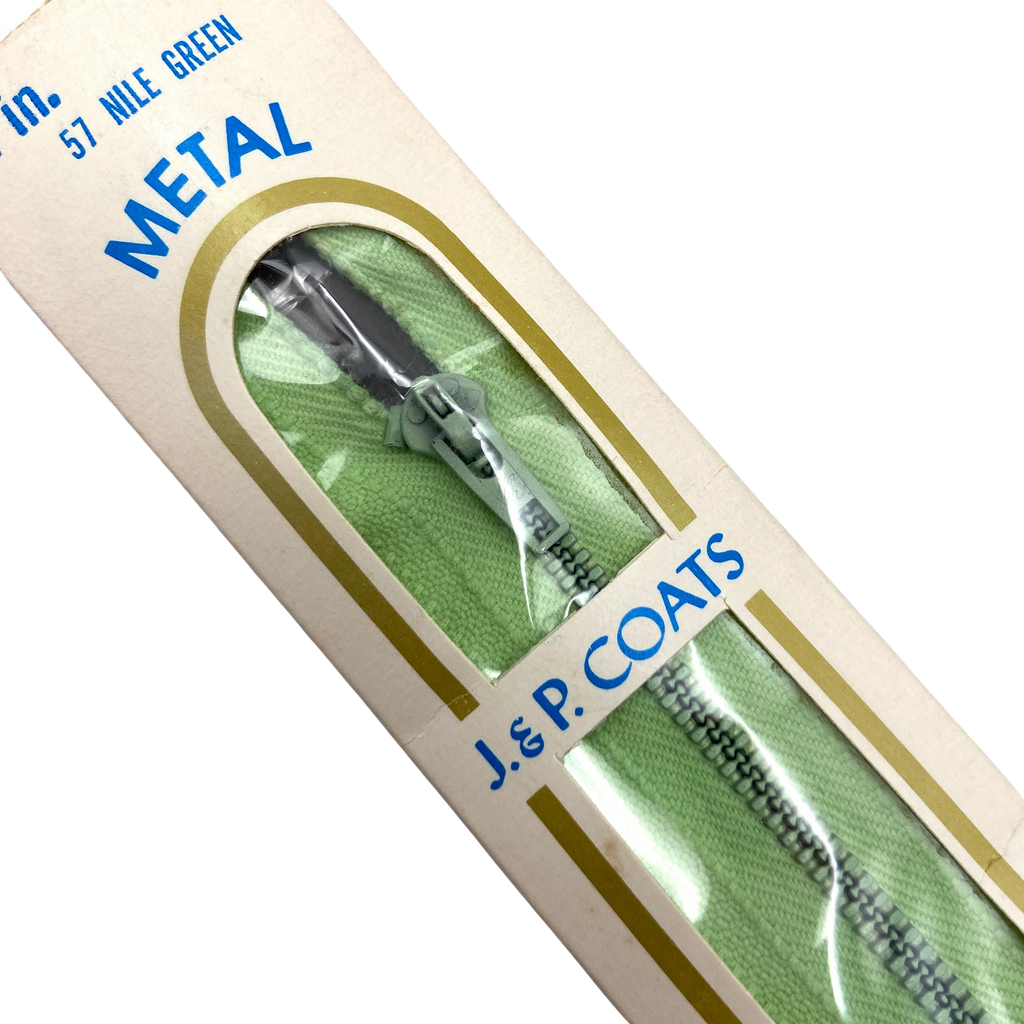 in.
57 NILE GREEN
METAL
J. & P. COATS